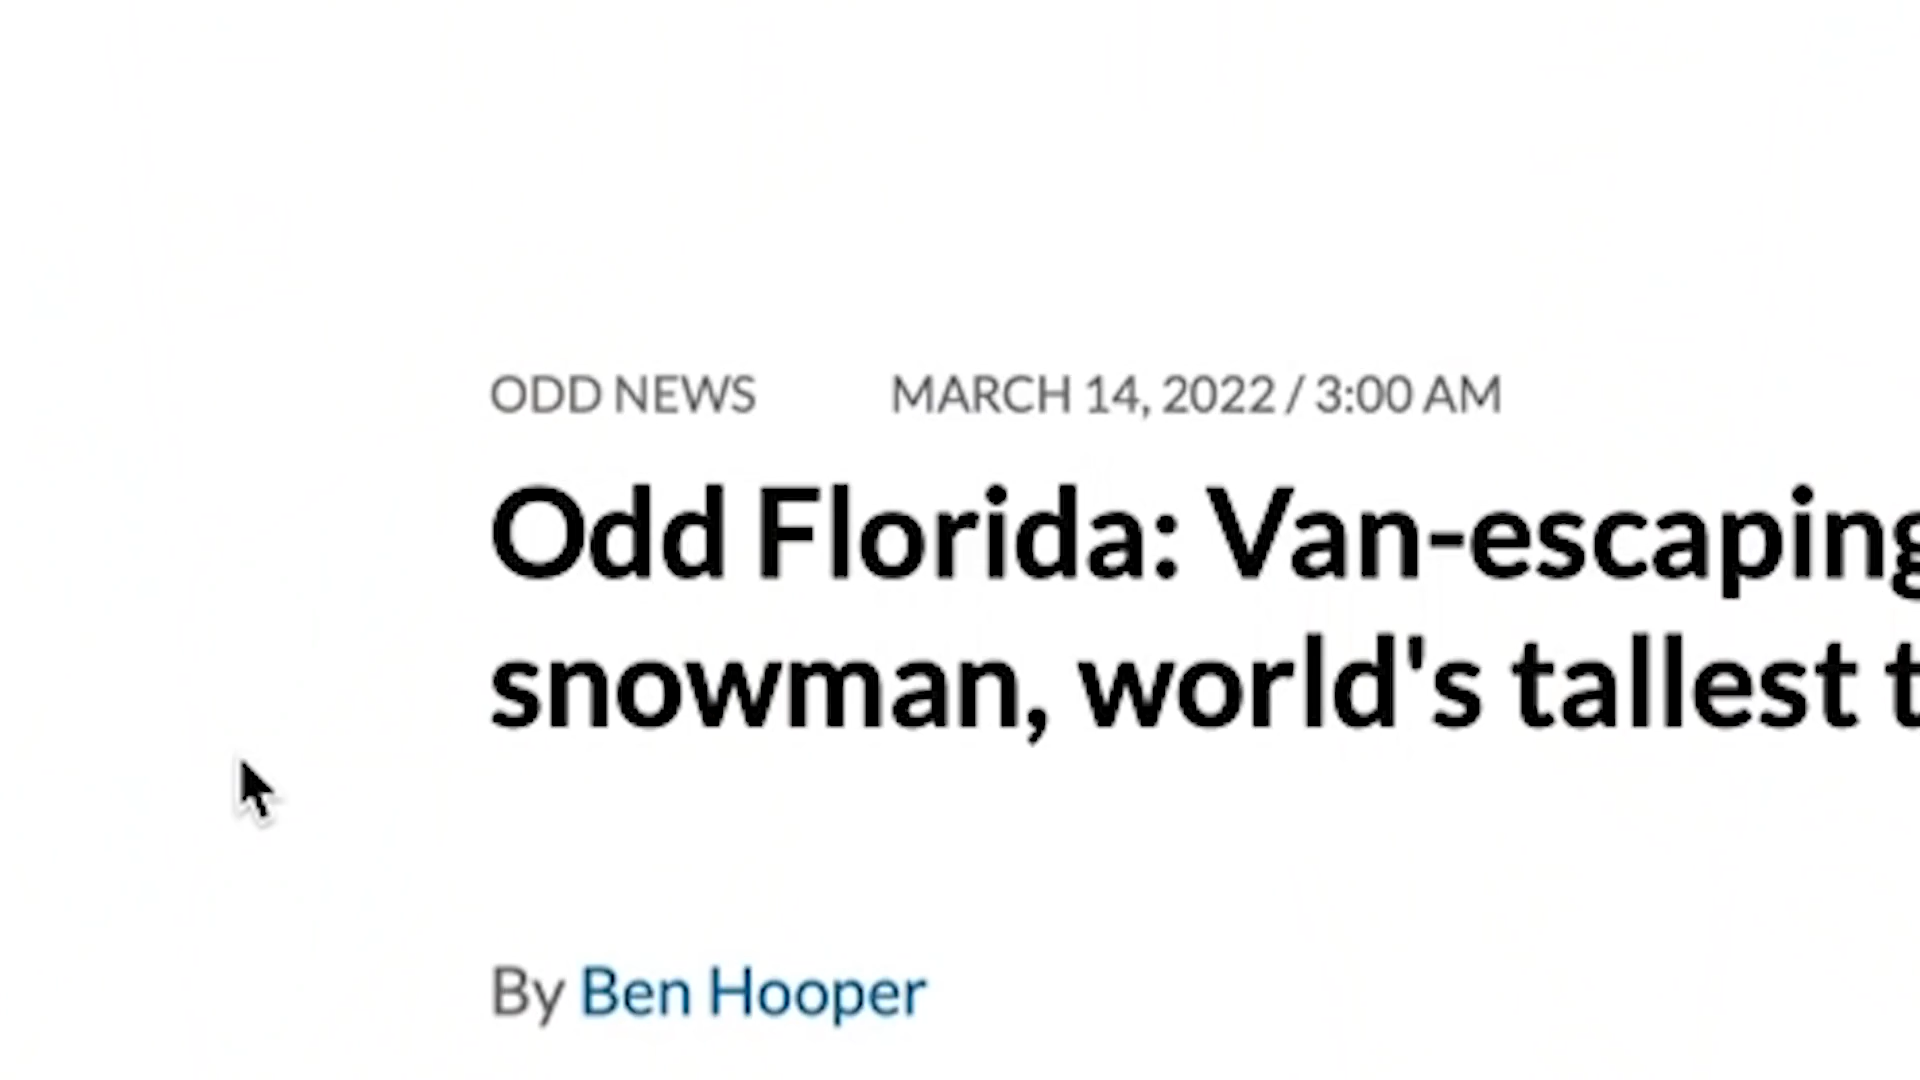 ODD NEWS MARCH 14, 2022 / 3:00 AM
Odd Florida: Van-escaping
snowman, world's tallest t
By Ben Hooper